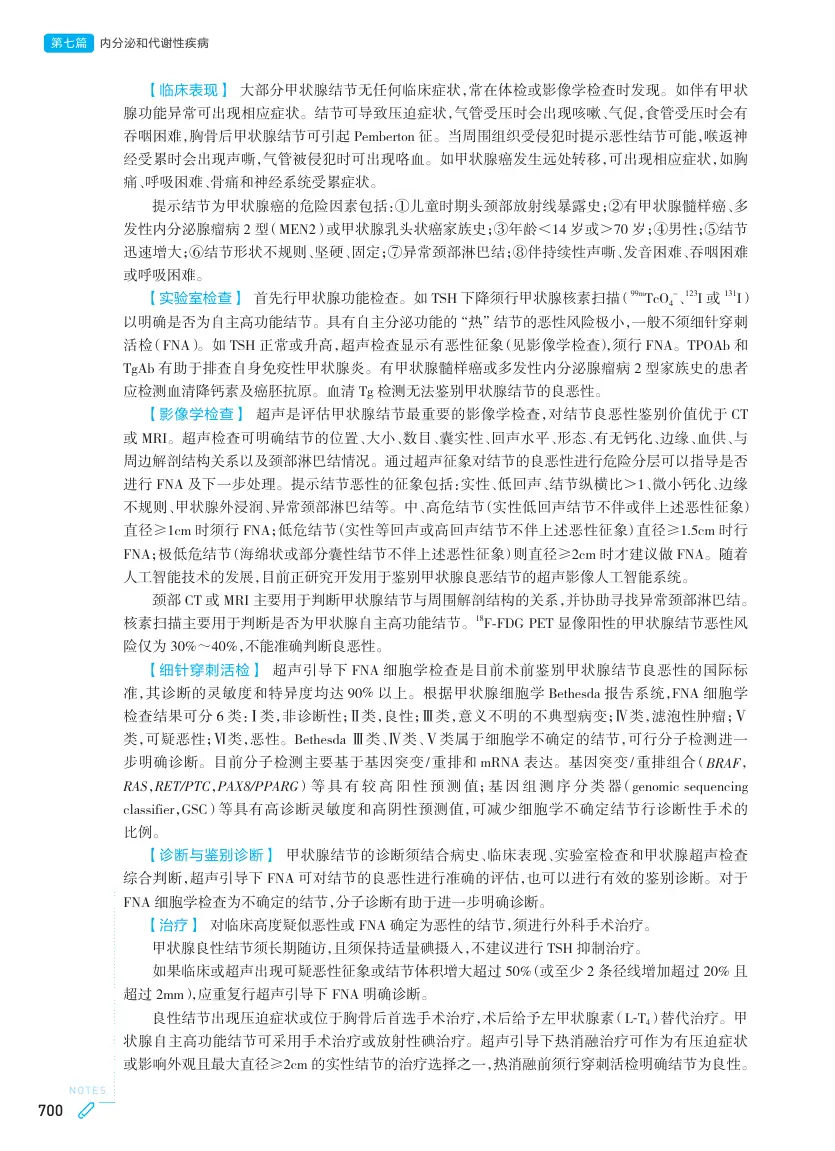 第七篇 内分泌和代谢性疾病
【临床表现】 大部分甲状腺结节无任何临床症状,常在体检或影像学检查时发现。如伴有甲状
腺功能异常可出现相应症状。结节可导致压迫症状,气管受压时会出现咳嗽、气促,食管受压时会有
吞咽困难,胸骨后甲状腺结节可引起 Pemberton 征。当周围组织受侵犯时提示恶性结节可能,喉返神
经受累时会出现声嘶,气管被侵犯时可出现咯血。如甲状腺癌发生远处转移,可出现相应症状,如胸
痛、呼吸困难、骨痛和神经系统受累症状。
提示结节为甲状腺癌的危险因素包括:①儿童时期头颈部放射线暴露史;②有甲状腺髓样癌、多
发性内分泌腺瘤病 2 型(MEN2)或甲状腺乳头状癌家族史;③年龄<14 岁或>70 岁;④男性;⑤结节
迅速增大;⑥结节形状不规则、坚硬、固定;⑦异常颈部淋巴结;⑧伴持续性声嘶、发音困难、吞咽困难
或呼吸困难。
【实验室检查】 首先行甲状腺功能检查。如 TSH 下降须行甲状腺核素扫描(⁹⁹ᵐTcO₄⁻、¹²³I 或 ¹³¹I)
以明确是否为自主高功能结节。具有自主分泌功能的“热”结节的恶性风险极小,一般不须细针穿刺
活检(FNA)。如 TSH 正常或升高,超声检查显示有恶性征象(见影像学检查),须行 FNA。TPOAb 和
TgAb 有助于排查自身免疫性甲状腺炎。有甲状腺髓样癌或多发性内分泌腺瘤病 2 型家族史的患者
应检测血清降钙素及癌胚抗原。血清 Tg 检测无法鉴别甲状腺结节的良恶性。
【影像学检查】 超声是评估甲状腺结节最重要的影像学检查,对结节良恶性鉴别价值优于 CT
或 MRI。超声检查可明确结节的位置、大小、数目、囊实性、回声水平、形态、有无钙化、边缘、血供、与
周边解剖结构关系以及颈部淋巴结情况。通过超声征象对结节的良恶性进行危险分层可以指导是否
进行 FNA 及下一步处理。提示结节恶性的征象包括:实性、低回声、结节纵横比>1、微小钙化、边缘
不规则、甲状腺外浸润、异常颈部淋巴结等。中、高危结节(实性低回声结节不伴或伴上述恶性征象)
直径≥1cm 时须行 FNA;低危结节(实性等回声或高回声结节不伴上述恶性征象)直径≥1.5cm 时行
FNA;极低危结节(海绵状或部分囊性结节不伴上述恶性征象)则直径≥2cm 时才建议做 FNA。随着
人工智能技术的发展,目前正研究开发用于鉴别甲状腺良恶结节的超声影像人工智能系统。
颈部 CT 或 MRI 主要用于判断甲状腺结节与周围解剖结构的关系,并协助寻找异常颈部淋巴结。
核素扫描主要用于判断是否为甲状腺自主高功能结节。¹⁸F-FDG PET 显像阳性的甲状腺结节恶性风
险仅为 30%~40%,不能准确判断良恶性。
【细针穿刺活检】 超声引导下 FNA 细胞学检查是目前术前鉴别甲状腺结节良恶性的国际标
准,其诊断的灵敏度和特异度均达 90% 以上。根据甲状腺细胞学 Bethesda 报告系统,FNA 细胞学
检查结果可分 6 类:Ⅰ类,非诊断性;Ⅱ类,良性;Ⅲ类,意义不明的不典型病变;Ⅳ类,滤泡性肿瘤;Ⅴ
类,可疑恶性;Ⅵ类,恶性。Bethesda Ⅲ类、Ⅳ类、Ⅴ类属于细胞学不确定的结节,可行分子检测进一
步明确诊断。目前分子检测主要基于基因突变/重排和 mRNA 表达。基因突变/重排组合(BRAF,
RAS,RET/PTC,PAX8/PPARG)等具有较高阳性预测值;基因组测序分类器(genomic sequencing
classifier,GSC)等具有高诊断灵敏度和高阴性预测值,可减少细胞学不确定结节行诊断性手术的
比例。
【诊断与鉴别诊断】 甲状腺结节的诊断须结合病史、临床表现、实验室检查和甲状腺超声检查
综合判断,超声引导下 FNA 可对结节的良恶性进行准确的评估,也可以进行有效的鉴别诊断。对于
FNA 细胞学检查为不确定的结节,分子诊断有助于进一步明确诊断。
【治疗】 对临床高度疑似恶性或 FNA 确定为恶性的结节,须进行外科手术治疗。
甲状腺良性结节须长期随访,且须保持适量碘摄入,不建议进行 TSH 抑制治疗。
如果临床或超声出现可疑恶性征象或结节体积增大超过 50%(或至少 2 条径线增加超过 20% 且
超过 2mm),应重复行超声引导下 FNA 明确诊断。
良性结节出现压迫症状或位于胸骨后首选手术治疗,术后给予左甲状腺素(L-T₄)替代治疗。甲
状腺自主高功能结节可采用手术治疗或放射性碘治疗。超声引导下热消融治疗可作为有压迫症状
或影响外观且最大直径≥2cm 的实性结节的治疗选择之一,热消融前须行穿刺活检明确结节为良性。
NOTES
700